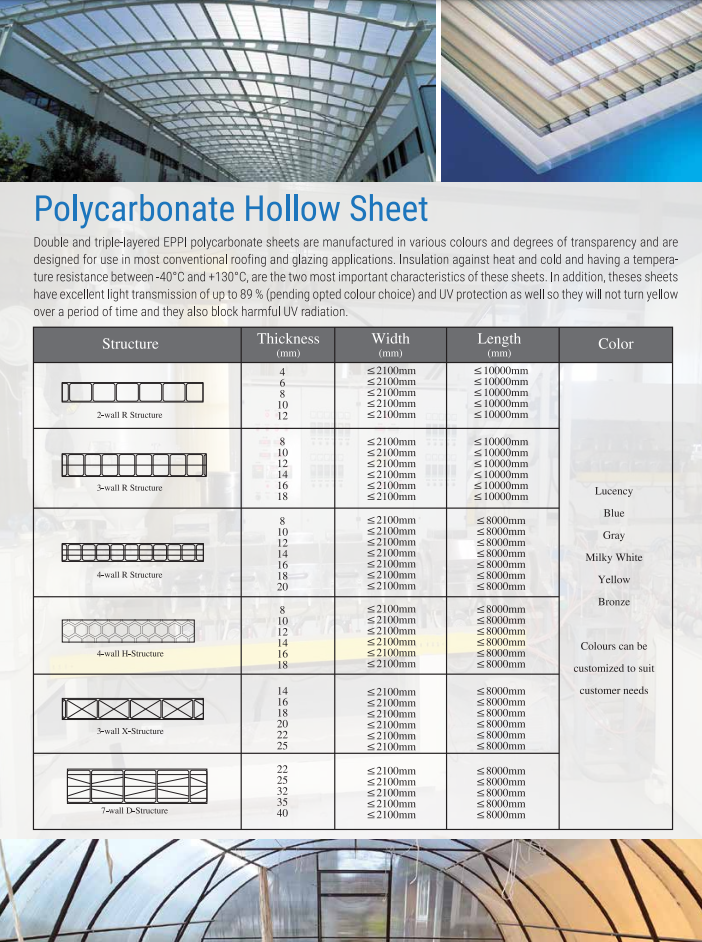 Polycarbonate Hollow Sheet
Double and triple-layered EPPI polycarbonate sheets are manufactured in various colours and degrees of transparency and are
designed for use in most conventional roofing and glazing applications. Insulation against heat and cold and having a tempera-
ture resistance between -40°C and +130°C, are the two most important characteristics of these sheets. In addition, theses sheets
have excellent light transmission of up to 89 % (pending opted colour choice) and UV protection as well so they will not turn yellow
over a period of time and they also block harmful UV radiation.
Structure Thickness Width Length Color
(mm) (mm) (mm)
4 ≤2100mm ≤10000mm
6 ≤2100mm ≤10000mm
8 ≤2100mm ≤10000mm
10 ≤2100mm ≤10000mm
12 ≤2100mm ≤10000mm
2-wall R Structure
8 ≤2100mm ≤10000mm
10 ≤2100mm ≤10000mm
12 ≤2100mm ≤10000mm
14 ≤2100mm ≤10000mm
16 ≤2100mm ≤10000mm
18 ≤2100mm ≤10000mm
3-wall R Structure
8 ≤2100mm ≤8000mm
10 ≤2100mm ≤8000mm
12 ≤2100mm ≤8000mm
14 ≤2100mm ≤8000mm
16 ≤2100mm ≤8000mm
18 ≤2100mm ≤8000mm
20 ≤2100mm ≤8000mm
4-wall R Structure
8 ≤2100mm ≤8000mm
10 ≤2100mm ≤8000mm
12 ≤2100mm ≤8000mm
14 ≤2100mm ≤8000mm
16 ≤2100mm ≤8000mm
18 ≤2100mm ≤8000mm
4-wall H-Structure
14 ≤2100mm ≤8000mm
16 ≤2100mm ≤8000mm
18 ≤2100mm ≤8000mm
20 ≤2100mm ≤8000mm
22 ≤2100mm ≤8000mm
25 ≤2100mm ≤8000mm
3-wall X-Structure
22 ≤2100mm ≤8000mm
25 ≤2100mm ≤8000mm
32 ≤2100mm ≤8000mm
35 ≤2100mm ≤8000mm
40 ≤2100mm ≤8000mm
7-wall D-Structure
Lucency
Blue
Gray
Milky White
Yellow
Bronze
Colours can be
customized to suit
customer needs